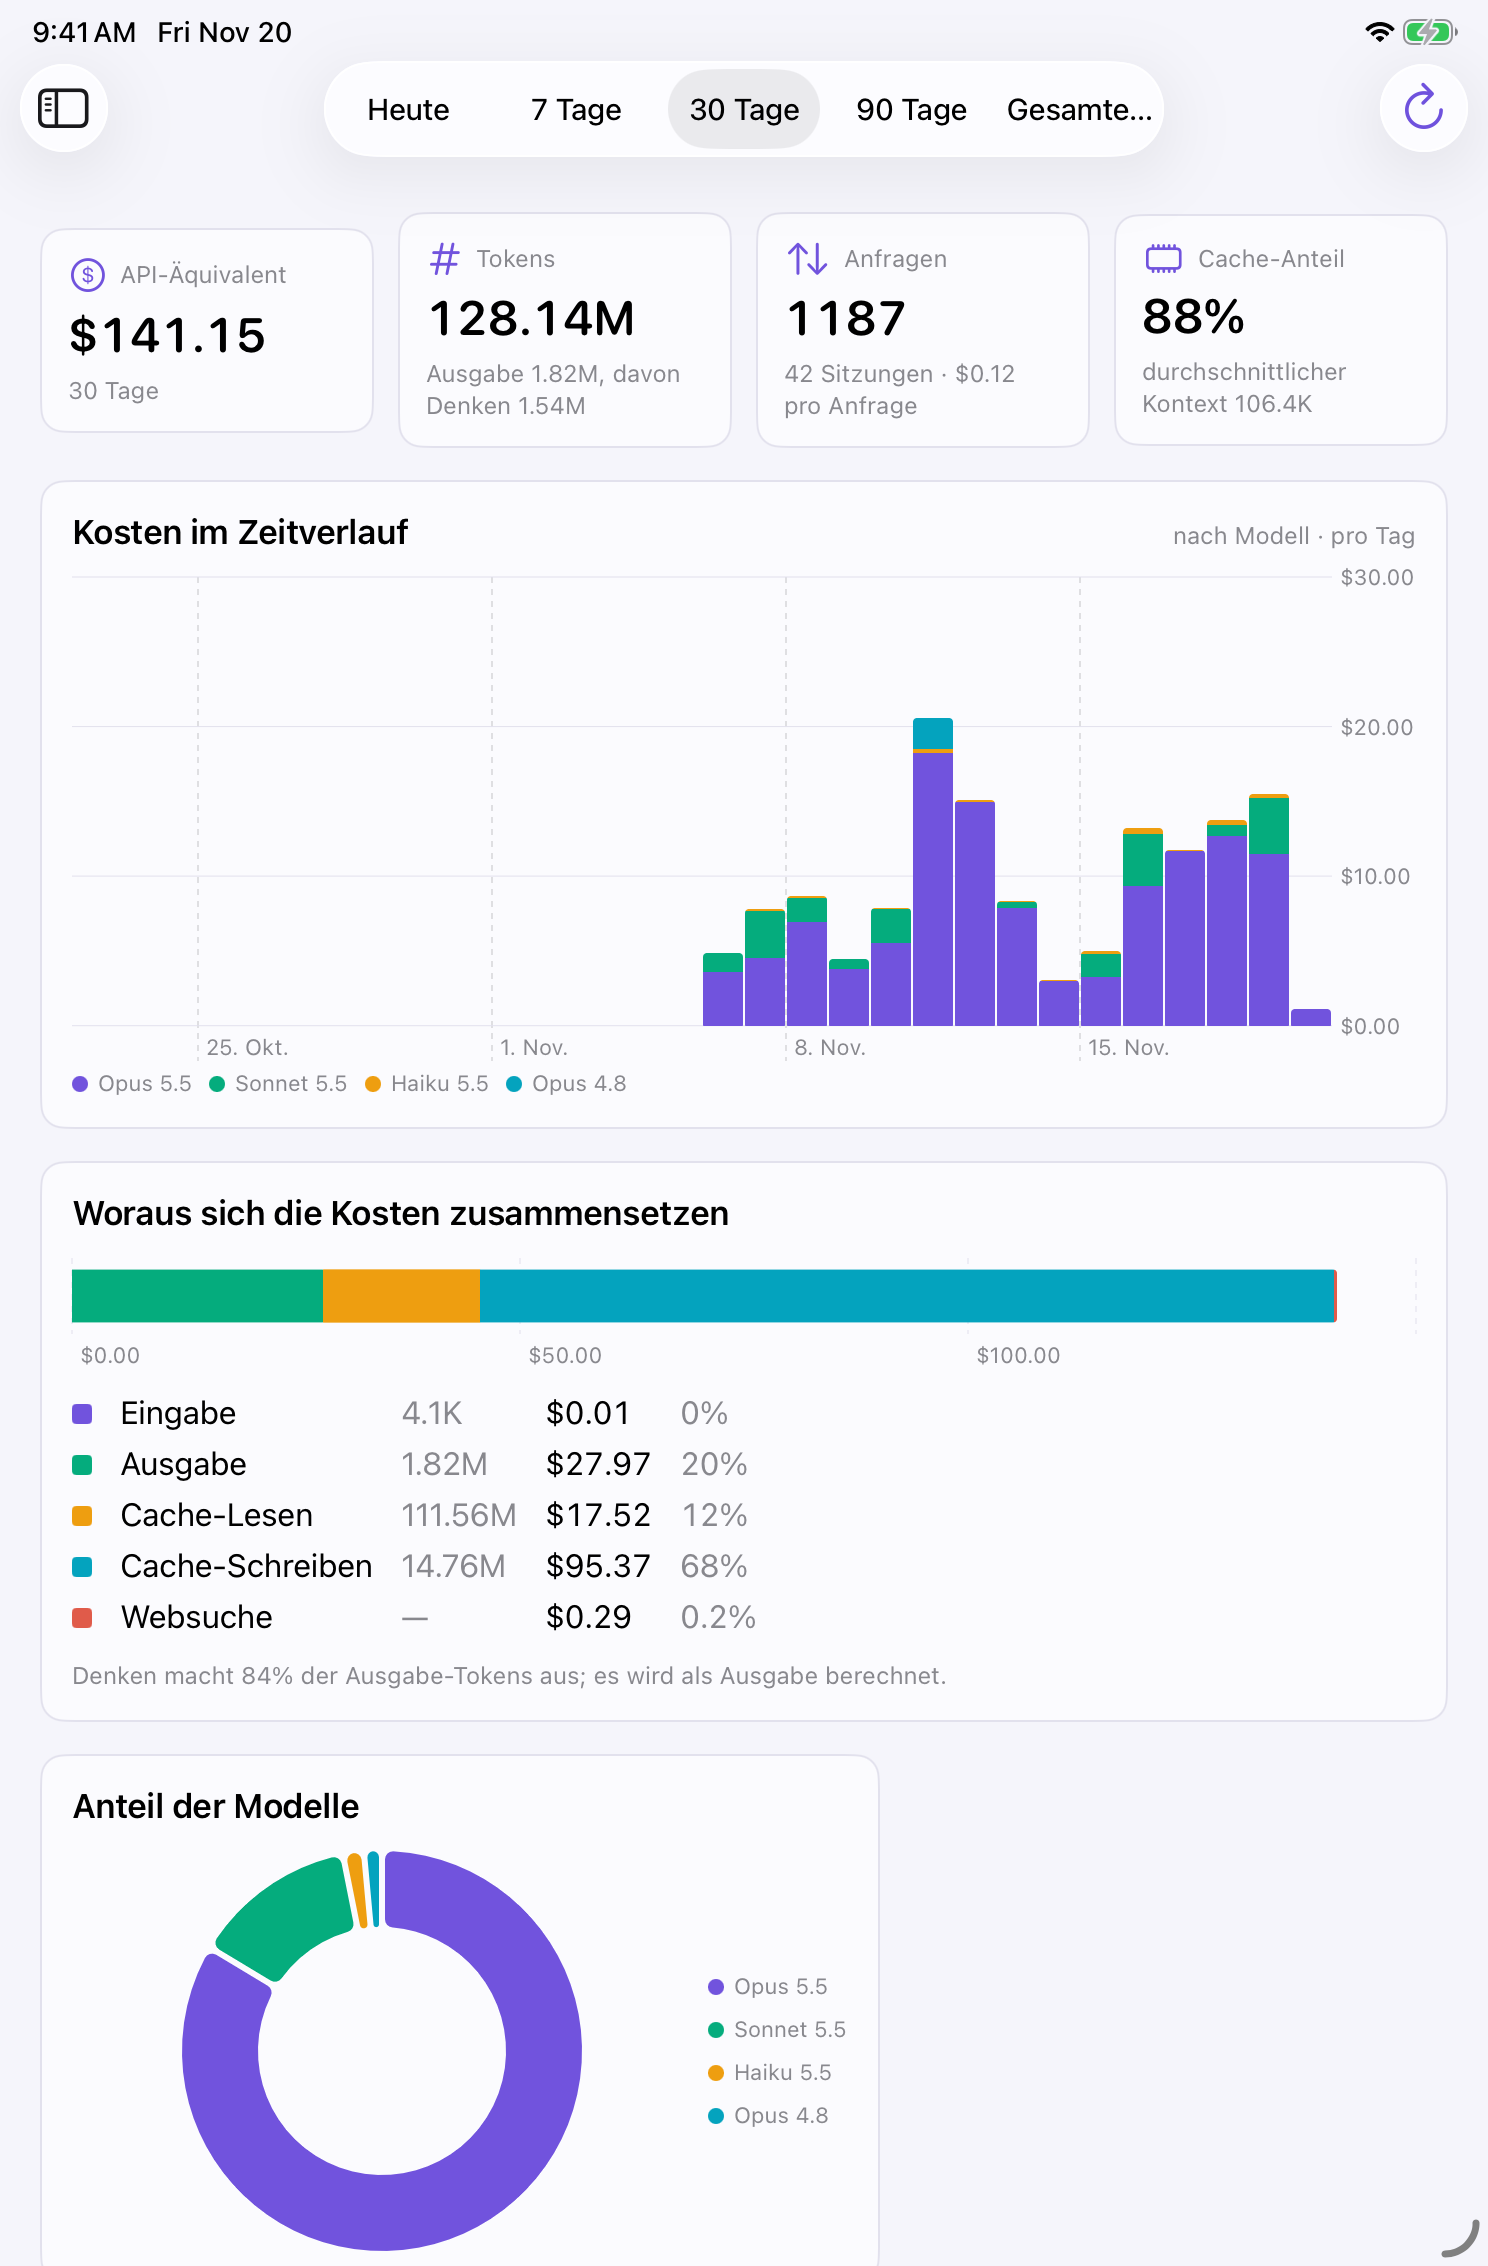 9:41 AM Fri Nov 20
Heute
7 Tage
30 Tage
90 Tage
Gesamte...
API-Äquivalent
$141.15
30 Tage
Tokens
128.14M
Ausgabe 1.82M, davon
Denken 1.54M
Anfragen
1187
42 Sitzungen · $0.12
pro Anfrage
Cache-Anteil
88%
durchschnittlicher
Kontext 106.4K
Kosten im Zeitverlauf
nach Modell · pro Tag
$30.00
$20.00
$10.00
$0.00
25. Okt.
1. Nov.
8. Nov.
15. Nov.
Opus 5.5
Sonnet 5.5
Haiku 5.5
Opus 4.8
Woraus sich die Kosten zusammensetzen
$0.00
$50.00
$100.00
Eingabe 4.1K $0.01 0%
Ausgabe 1.82M $27.97 20%
Cache-Lesen 111.56M $17.52 12%
Cache-Schreiben 14.76M $95.37 68%
Websuche — $0.29 0.2%
Denken macht 84% der Ausgabe-Tokens aus; es wird als Ausgabe berechnet.
Anteil der Modelle
Opus 5.5
Sonnet 5.5
Haiku 5.5
Opus 4.8